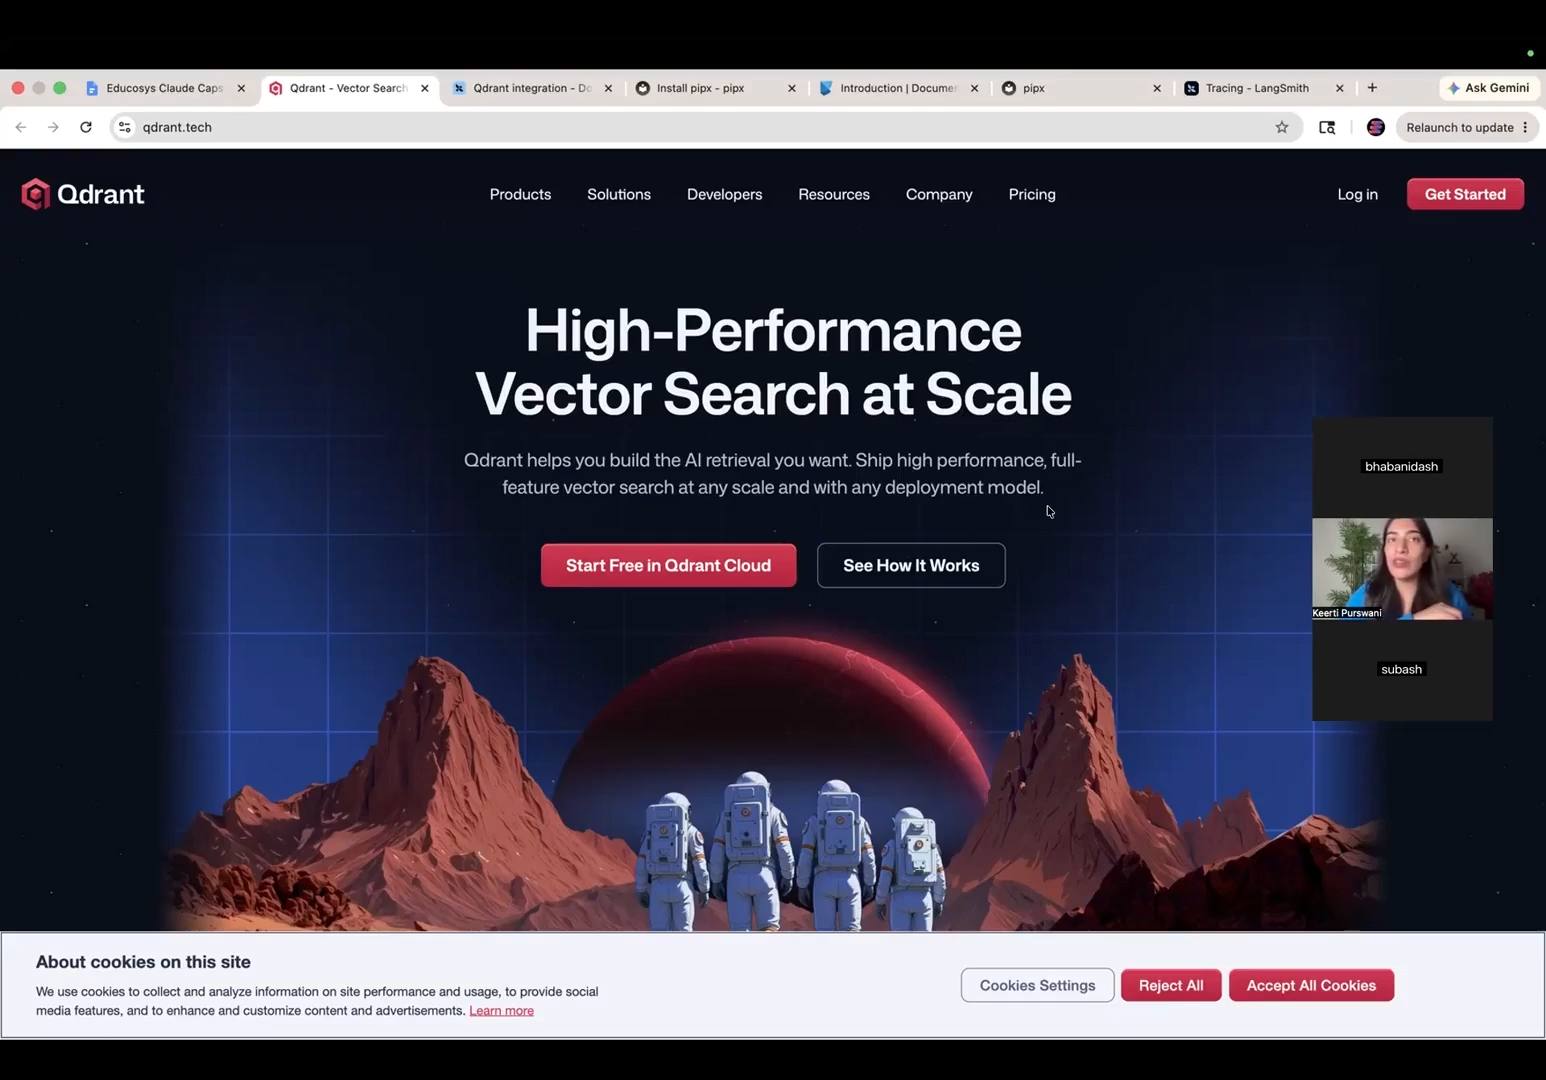 Educosys Claude Caps
Qdrant - Vector Search
Qdrant integration - Do
Install pipx - pipx
Introduction | Documen
pipx
Tracing - LangSmith
Ask Gemini
qdrant.tech
Relaunch to update
Qdrant
Products
Solutions
Developers
Resources
Company
Pricing
Log in
Get Started
High-Performance
Vector Search at Scale
Qdrant helps you build the AI retrieval you want. Ship high performance, full-
feature vector search at any scale and with any deployment model.
Start Free in Qdrant Cloud
See How It Works
bhabanidash
Keerti Purswani
subash
About cookies on this site
We use cookies to collect and analyze information on site performance and usage, to provide social
media features, and to enhance and customize content and advertisements. Learn more
Cookies Settings
Reject All
Accept All Cookies